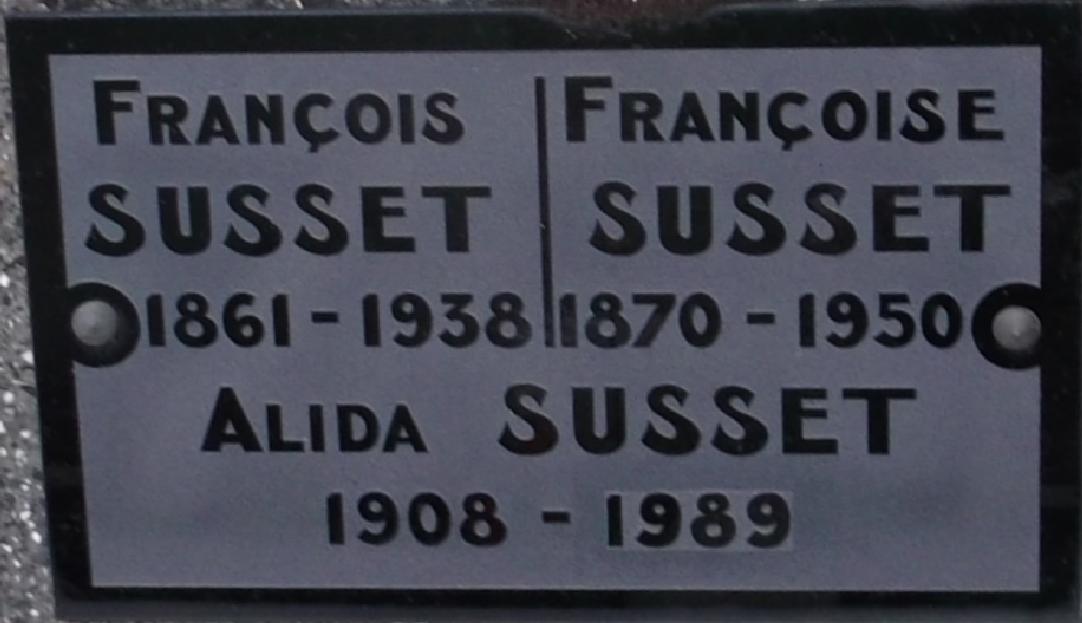 FRANÇOIS
SUSSET
1861 - 1938
FRANÇOISE
SUSSET
1870 - 1950
ALIDA SUSSET
1908 - 1989